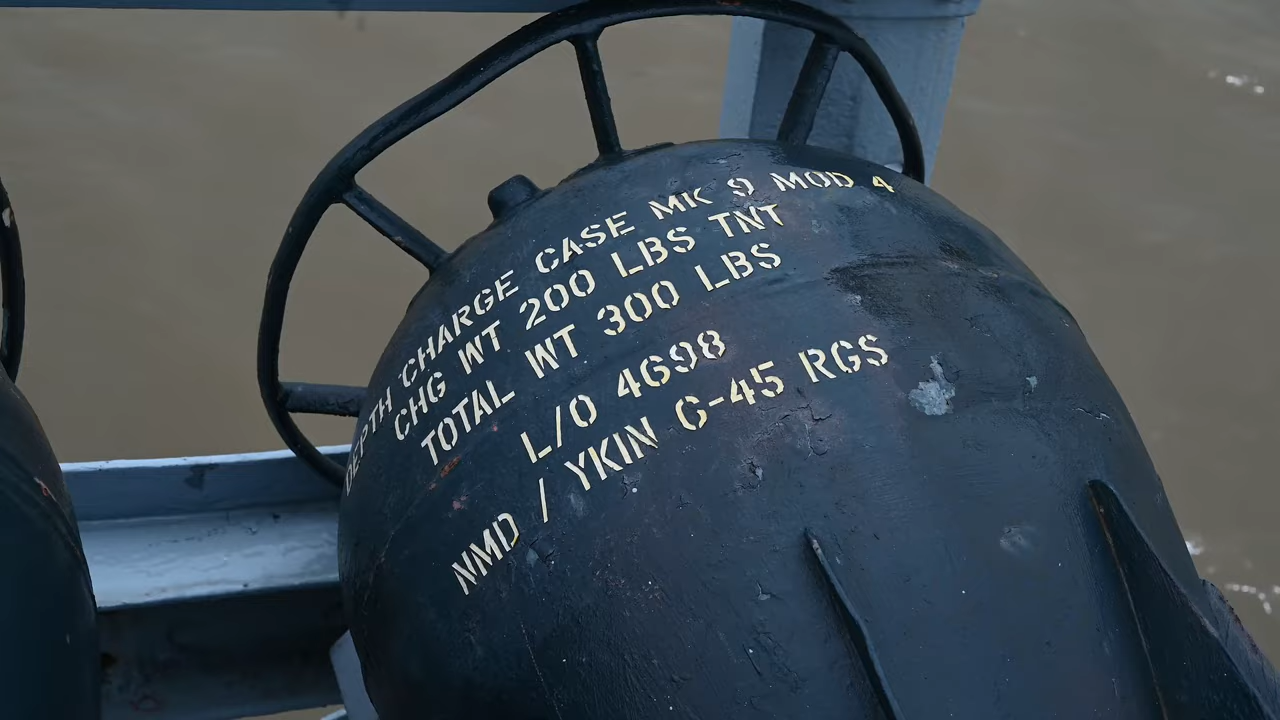 DEPTH CHARGE CASE MK 9 MOD 4
CHG WT 200 LBS TNT
TOTAL WT 300 LBS
L/O 4698
NMD / YKIN 6-45 RGS